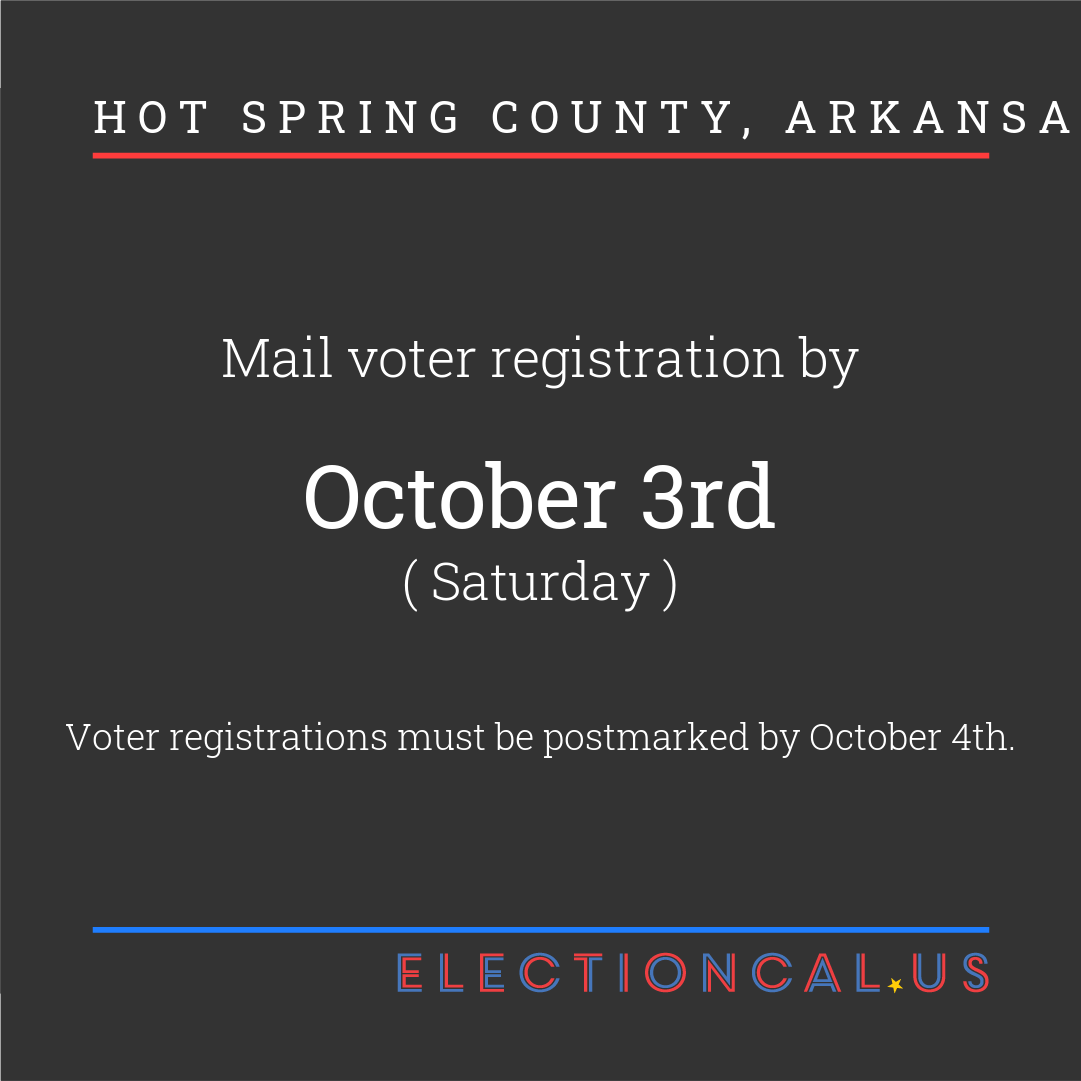 HOT SPRING COUNTY, ARKANSA
Mail voter registration by
October 3rd
( Saturday )
Voter registrations must be postmarked by October 4th.
ELECTIONCAL.US